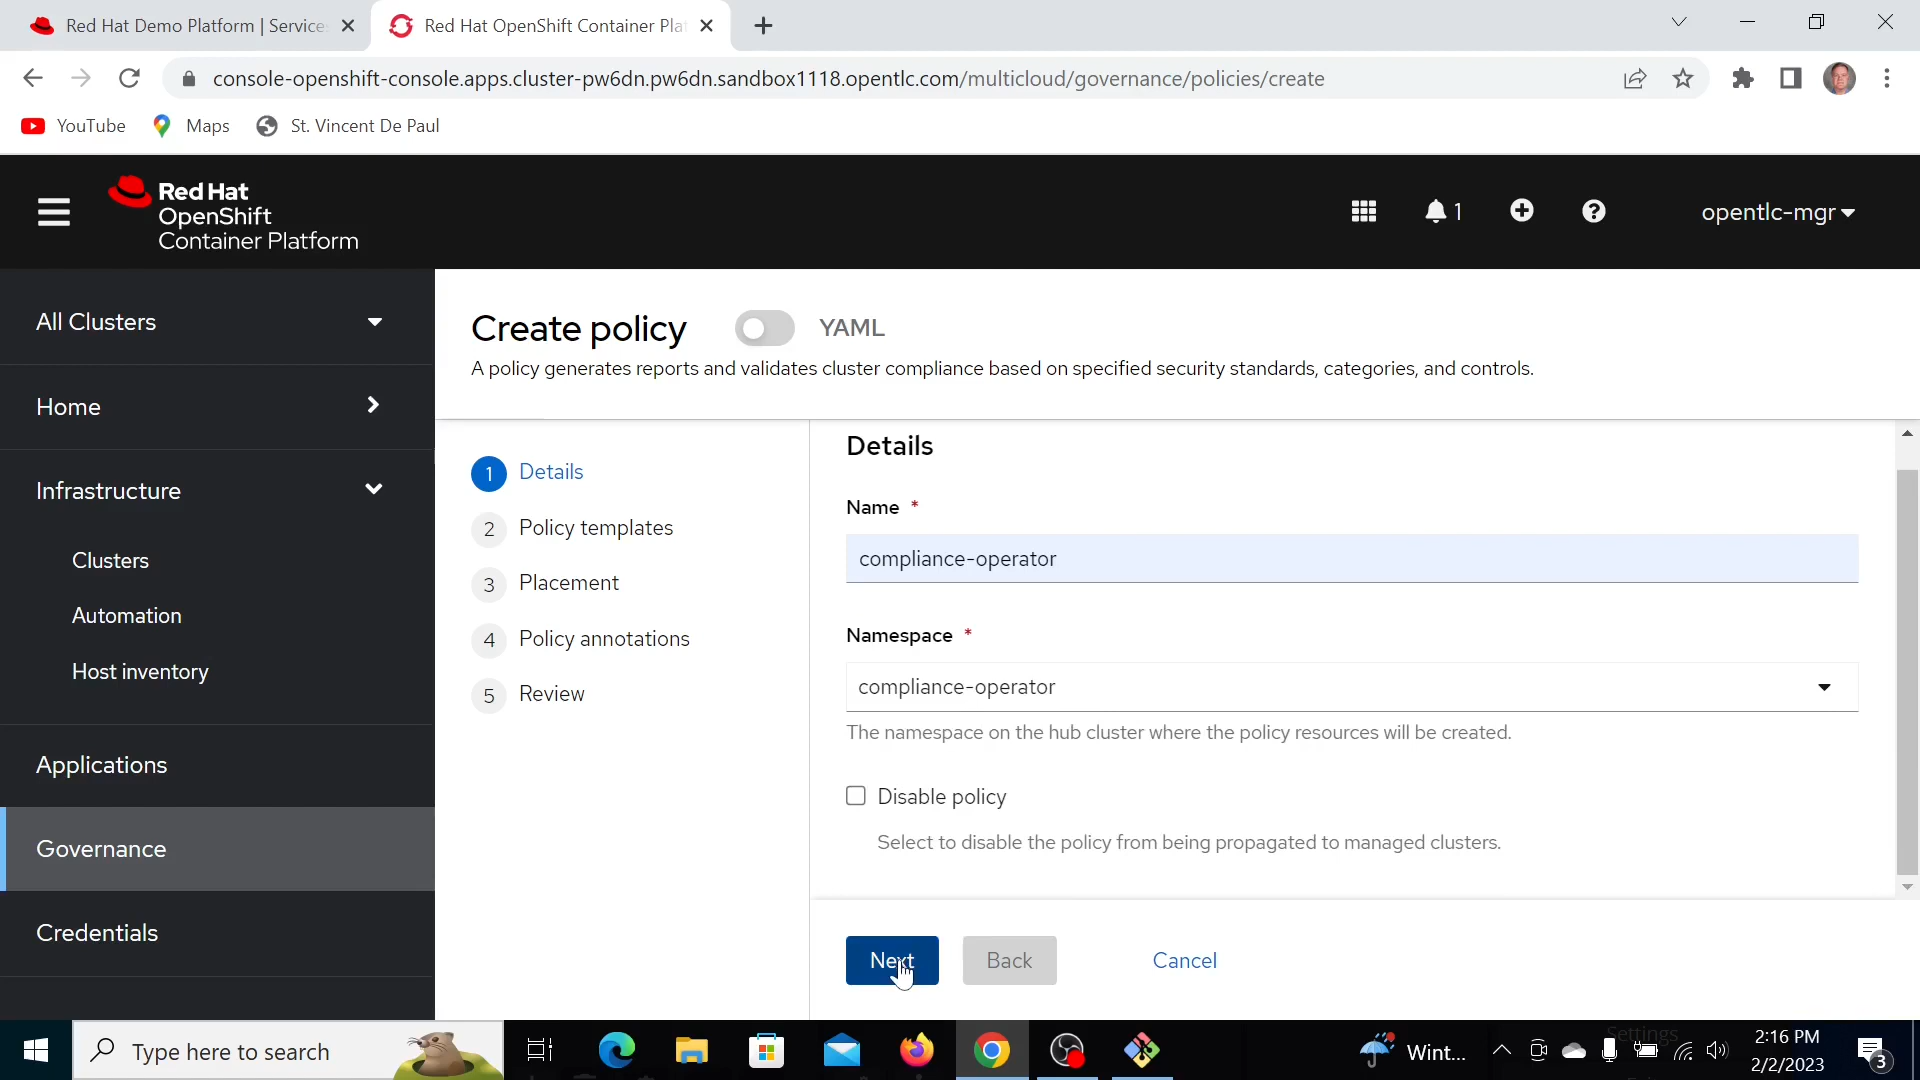 Red Hat Demo Platform | Service
Red Hat OpenShift Container Pla
console-openshift-console.apps.cluster-pw6dn.pw6dn.sandbox1118.opentlc.com/multicloud/governance/policies/create
YouTube
Maps
St. Vincent De Paul
Red Hat
OpenShift
Container Platform
1
opentlc-mgr
All Clusters
Home
Infrastructure
Clusters
Automation
Host inventory
Applications
Governance
Credentials
Create policy
YAML
A policy generates reports and validates cluster compliance based on specified security standards, categories, and controls.
1 Details
2 Policy templates
3 Placement
4 Policy annotations
5 Review
Details
Name *
compliance-operator
Namespace *
compliance-operator
The namespace on the hub cluster where the policy resources will be created.
Disable policy
Select to disable the policy from being propagated to managed clusters.
Next
Back
Cancel
Type here to search
Wint...
Settings
2:16 PM
2/2/2023
3